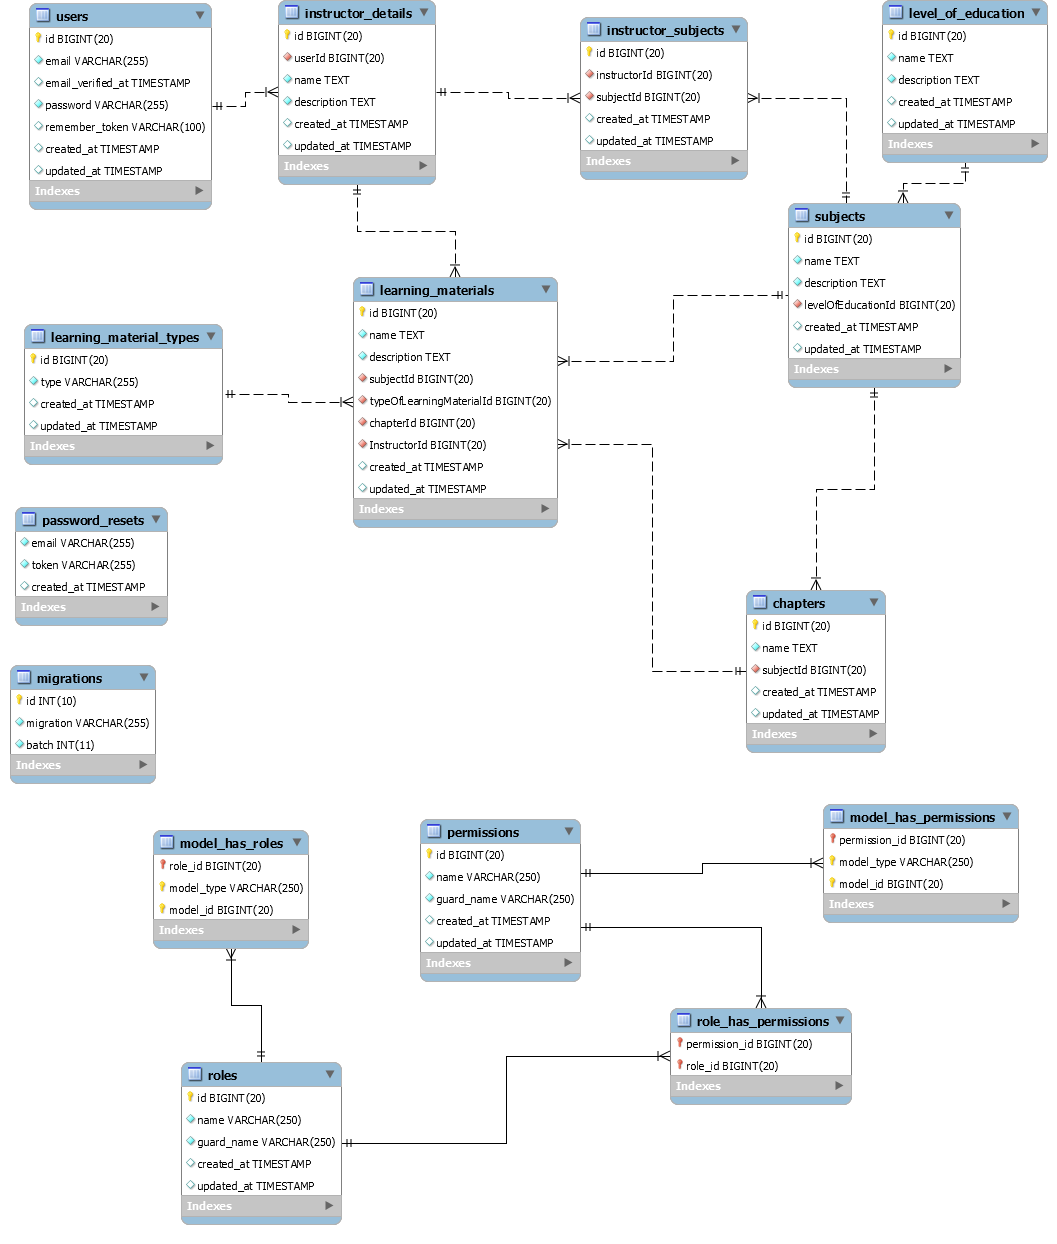 users
id BIGINT(20)
email VARCHAR(255)
email_verified_at TIMESTAMP
password VARCHAR(255)
remember_token VARCHAR(100)
created_at TIMESTAMP
updated_at TIMESTAMP
Indexes
instructor_details
id BIGINT(20)
userId BIGINT(20)
name TEXT
description TEXT
created_at TIMESTAMP
updated_at TIMESTAMP
Indexes
instructor_subjects
id BIGINT(20)
instructorId BIGINT(20)
subjectId BIGINT(20)
created_at TIMESTAMP
updated_at TIMESTAMP
Indexes
level_of_education
id BIGINT(20)
name TEXT
description TEXT
created_at TIMESTAMP
updated_at TIMESTAMP
Indexes
subjects
id BIGINT(20)
name TEXT
description TEXT
levelOfEducationId BIGINT(20)
created_at TIMESTAMP
updated_at TIMESTAMP
Indexes
learning_materials
id BIGINT(20)
name TEXT
description TEXT
subjectId BIGINT(20)
typeOfLearningMaterialId BIGINT(20)
chapterId BIGINT(20)
InstructorId BIGINT(20)
created_at TIMESTAMP
updated_at TIMESTAMP
Indexes
learning_material_types
id BIGINT(20)
type VARCHAR(255)
created_at TIMESTAMP
updated_at TIMESTAMP
Indexes
password_resets
email VARCHAR(255)
token VARCHAR(255)
created_at TIMESTAMP
Indexes
chapters
id BIGINT(20)
name TEXT
subjectId BIGINT(20)
created_at TIMESTAMP
updated_at TIMESTAMP
Indexes
migrations
id INT(10)
migration VARCHAR(255)
batch INT(11)
Indexes
model_has_roles
role_id BIGINT(20)
model_type VARCHAR(250)
model_id BIGINT(20)
Indexes
permissions
id BIGINT(20)
name VARCHAR(250)
guard_name VARCHAR(250)
created_at TIMESTAMP
updated_at TIMESTAMP
Indexes
model_has_permissions
permission_id BIGINT(20)
model_type VARCHAR(250)
model_id BIGINT(20)
Indexes
role_has_permissions
permission_id BIGINT(20)
role_id BIGINT(20)
Indexes
roles
id BIGINT(20)
name VARCHAR(250)
guard_name VARCHAR(250)
created_at TIMESTAMP
updated_at TIMESTAMP
Indexes